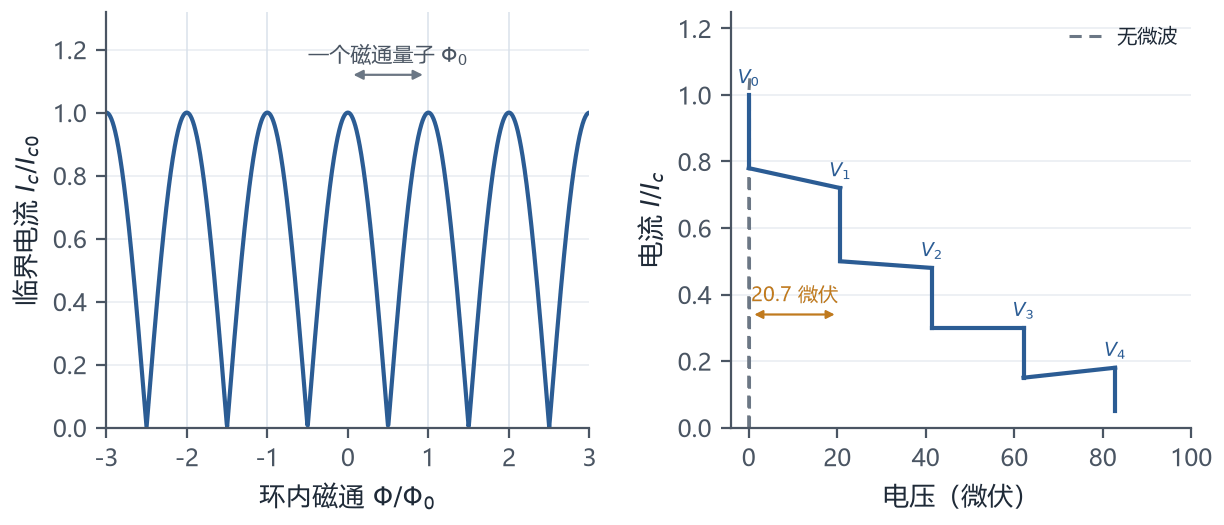 一个磁通量子 Φ₀
临界电流 I_c/I_c0
1.2
1.0
0.8
0.6
0.4
0.2
0.0
-3
-2
-1
0
1
2
3
环内磁通 Φ/Φ₀
无微波
V₀
V₁
V₂
V₃
V₄
20.7 微伏
电流 I/I_c
1.2
1.0
0.8
0.6
0.4
0.2
0.0
0
20
40
60
80
100
电压（微伏）